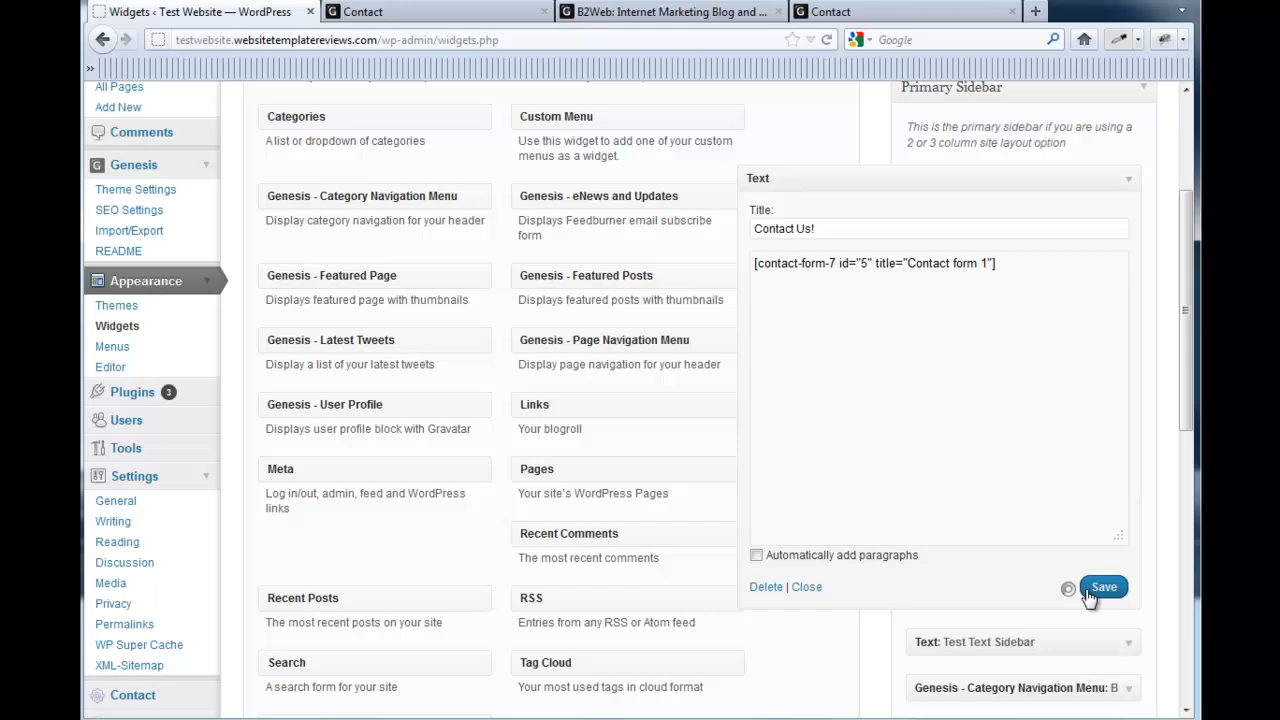 Widgets ‹ Test Website — WordPress
Contact
B2Web: Internet Marketing Blog and ...
Contact
testwebsite.websitetemplatereviews.com/wp-admin/widgets.php
Google
»
All Pages
Add New
Comments
Genesis
Theme Settings
SEO Settings
Import/Export
README
Appearance
Themes
Widgets
Menus
Editor
Plugins 3
Users
Tools
Settings
General
Writing
Reading
Discussion
Media
Privacy
Permalinks
WP Super Cache
XML-Sitemap
Contact
Categories
A list or dropdown of categories
Custom Menu
Use this widget to add one of your custom
menus as a widget.
Genesis - Category Navigation Menu
Display category navigation for your header
Genesis - eNews and Updates
Displays Feedburner email subscribe
form
Genesis - Featured Page
Displays featured page with thumbnails
Genesis - Featured Posts
Displays featured posts with thumbnails
Genesis - Latest Tweets
Display a list of your latest tweets
Genesis - Page Navigation Menu
Display page navigation for your header
Genesis - User Profile
Displays user profile block with Gravatar
Links
Your blogroll
Meta
Log in/out, admin, feed and WordPress
links
Pages
Your site's WordPress Pages
Recent Comments
The most recent comments
Recent Posts
The most recent posts on your site
RSS
Entries from any RSS or Atom feed
Search
A search form for your site
Tag Cloud
Your most used tags in cloud format
Primary Sidebar
This is the primary sidebar if you are using a
2 or 3 column site layout option
Text
Title:
Contact Us!
[contact-form-7 id="5" title="Contact form 1"]
Automatically add paragraphs
Delete | Close
Save
Text: Test Text Sidebar
Genesis - Category Navigation Menu: B